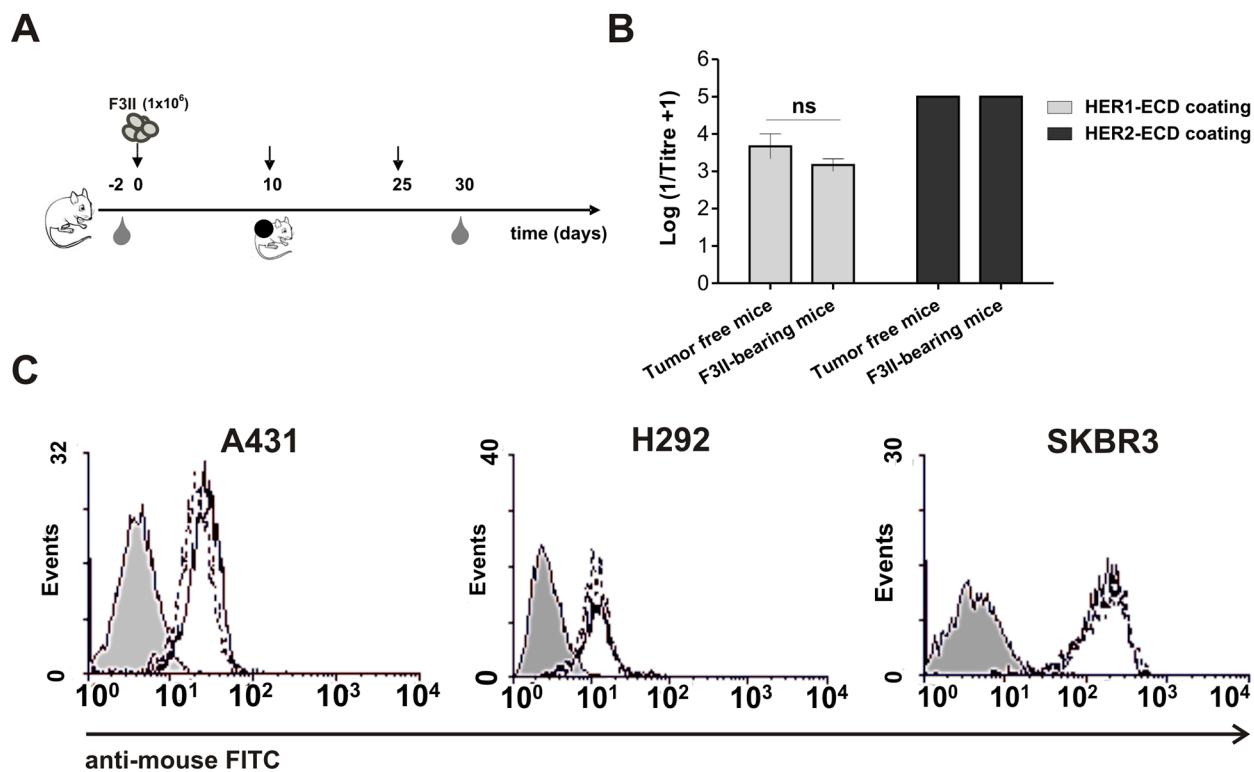 A
F3II (1x10⁶)
-2 0 10 25 30
time (days)
B
Log (1/Titre +1)
6
5
4
3
2
1
0
ns
HER1-ECD coating
HER2-ECD coating
Tumor free mice
F3II-bearing mice
Tumor free mice
F3II-bearing mice
C
A431
32
Events
0
10⁰ 10¹ 10² 10³ 10⁴
H292
40
Events
0
10⁰ 10¹ 10² 10³ 10⁴
SKBR3
30
Events
0
10⁰ 10¹ 10² 10³ 10⁴
anti-mouse FITC